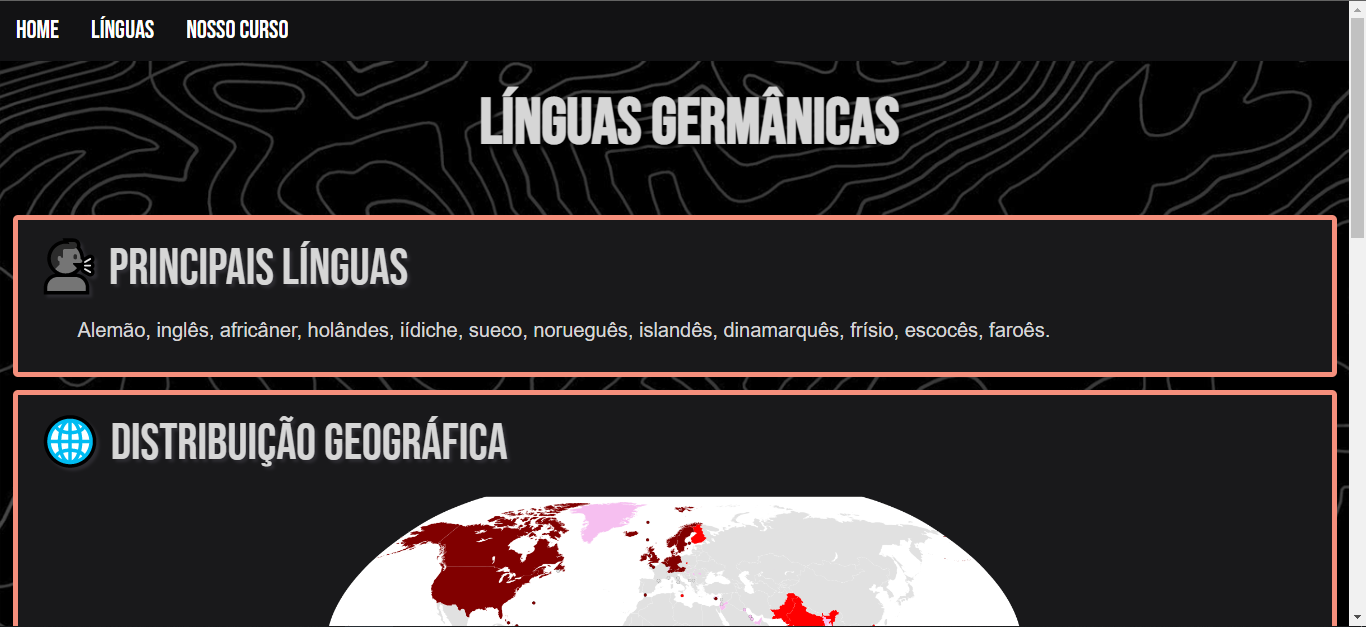 HOME LÍNGUAS NOSSO CURSO
LÍNGUAS GERMÂNICAS
PRINCIPAIS LÍNGUAS
Alemão, inglês, africâner, holândes, iídiche, sueco, norueguês, islandês, dinamarquês, frísio, escocês, faroês.
DISTRIBUIÇÃO GEOGRÁFICA